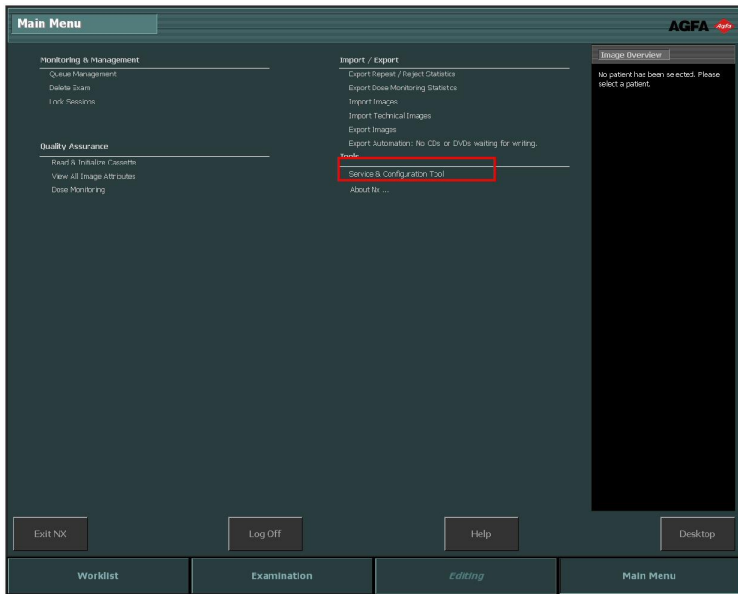 Main Menu
AGFA
Agfa
Monitoring & Management
Queue Management
Delete Exam
Lock Sessions
Quality Assurance
Read & Initialize Cassette
View All Image Attributes
Dose Monitoring
Import / Export
Export Repeat / Reject Statistics
Export Dose Monitoring Statistics
Import Images
Import Technical Images
Export Images
Export Automation: No CDs or DVDs waiting for writing.
Tools
Service & Configuration Tool
About Nx ...
Image Overview
No patient has been selected. Please
select a patient.
Exit NX
Log Off
Help
Desktop
Worklist
Examination
Editing
Main Menu